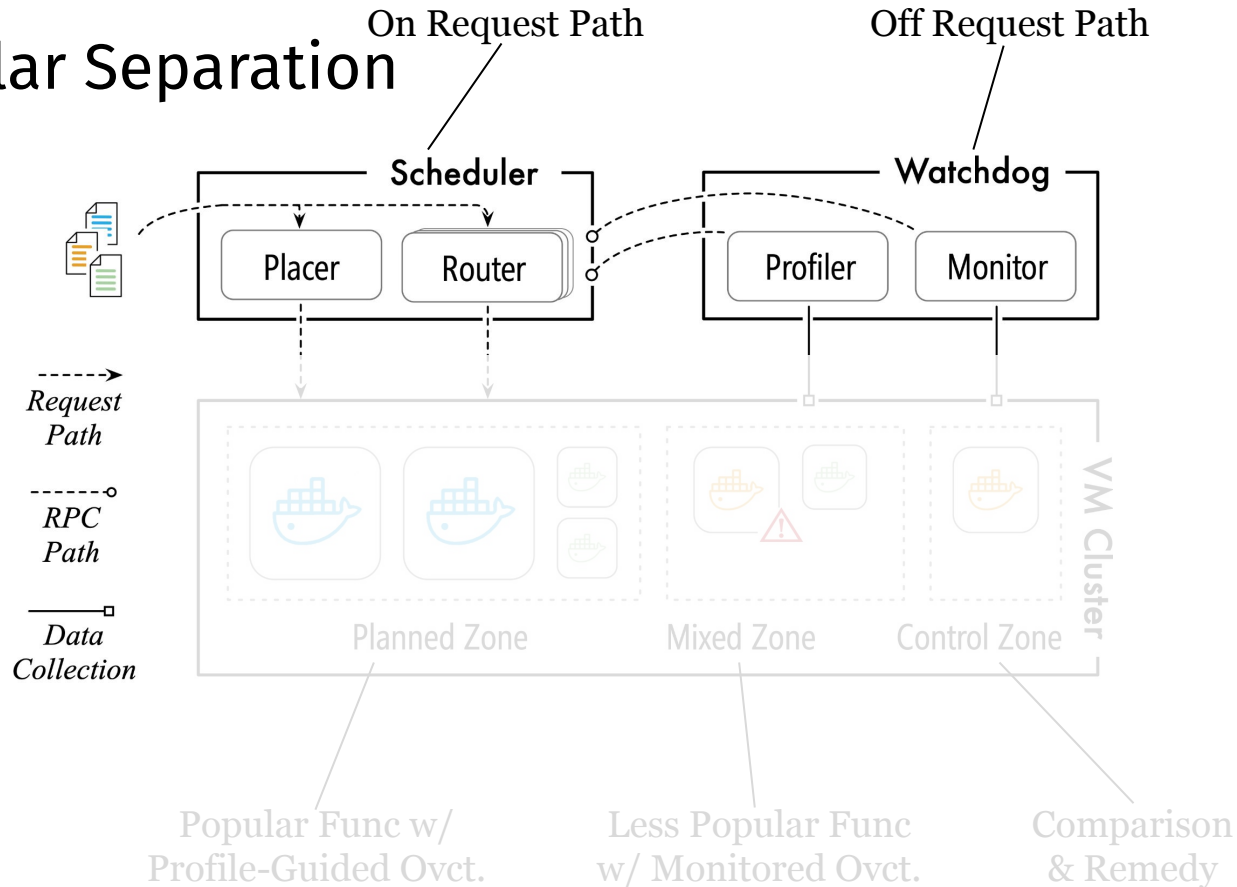 On Request Path
Off Request Path
lar Separation
Scheduler
Watchdog
Placer
Router
Profiler
Monitor
Request
Path
RPC
Path
Data
Collection
VM Cluster
Planned Zone
Mixed Zone
Control Zone
Popular Func w/
Profile-Guided Ovct.
Less Popular Func
w/ Monitored Ovct.
Comparison
& Remedy